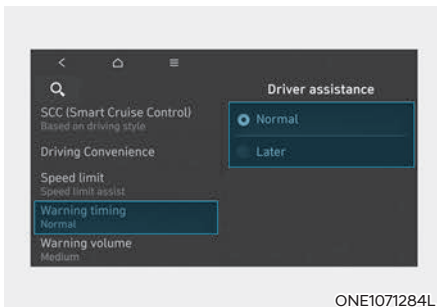 Driver assistance
SCC (Smart Cruise Control)
Based on driving style
Driving Convenience
Speed limit
Speed limit assist
Warning timing
Normal
Warning volume
Medium
Normal
Later
ONE1071284L